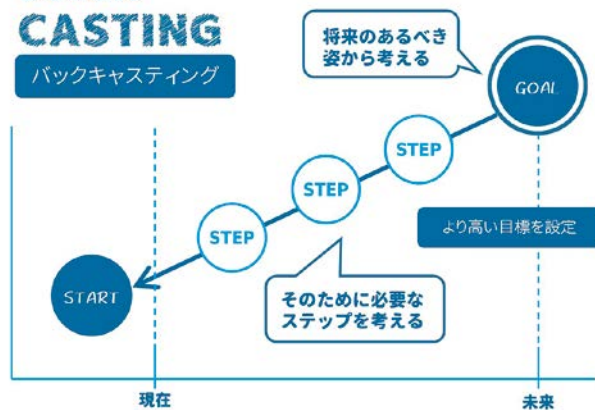 CASTING
バックキャスティング
将来のあるべき
姿から考える
GOAL
STEP
STEP
STEP
より高い目標を設定
START
そのために必要な
ステップを考える
現在
未来